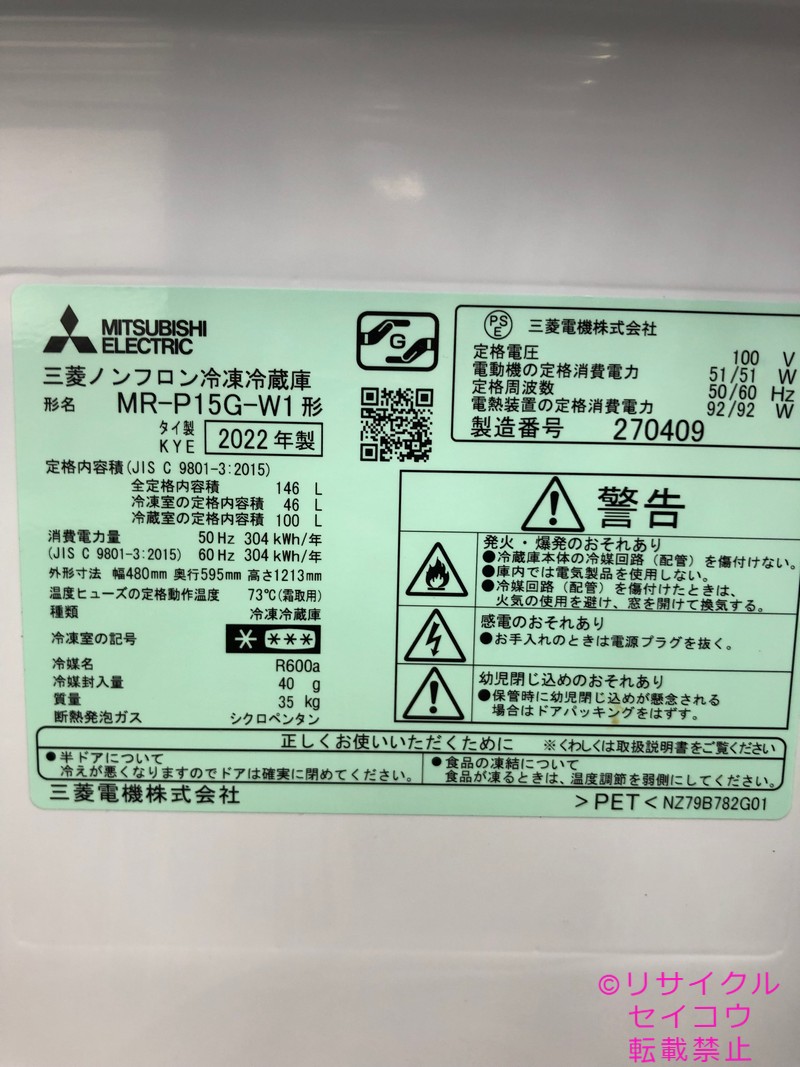 MITSUBISHI
ELECTRIC
三菱ノンフロン冷凍冷蔵庫
形名 MR-P15G-W1形
タイ製
KYE 2022年製
定格内容積(JIS C 9801-3:2015)
全定格内容積 146 L
冷凍室の定格内容積 46 L
冷蔵室の定格内容積 100 L
消費電力量 50Hz 304 kWh/年
(JIS C 9801-3:2015) 60Hz 304 kWh/年
外形寸法 幅480mm 奥行595mm 高さ1213mm
温度ヒューズの定格動作温度 73℃(霜取用)
種類 冷凍冷蔵庫
冷凍室の記号 * ***
冷媒名 R600a
冷媒封入量 40 g
質量 35 kg
断熱発泡ガス シクロペンタン
G
PS
E
三菱電機株式会社
定格電圧 100 V
電動機の定格消費電力 51/51 W
定格周波数 50/60 Hz
電熱装置の定格消費電力 92/92 W
製造番号 270409
警告
発火・爆発のおそれあり
●冷蔵庫本体の冷媒回路(配管)を傷付けない。
●庫内では電気製品を使用しない。
●冷媒回路(配管)を傷付けたときは、
火気の使用を避け、窓を開けて換気する。
感電のおそれあり
●お手入れのときは電源プラグを抜く。
幼児閉じ込めのおそれあり
●保管時に幼児閉じ込めが懸念される
場合はドアパッキングをはずす。
正しくお使いいただくために ※くわしくは取扱説明書をご覧ください
●半ドアについて
冷えが悪くなりますのでドアは確実に閉めてください。
●食品の凍結について
食品が凍るときは、温度調節を弱側にしてください。
三菱電機株式会社
>PET< NZ79B782G01
©リサイクル
セイコウ
転載禁止